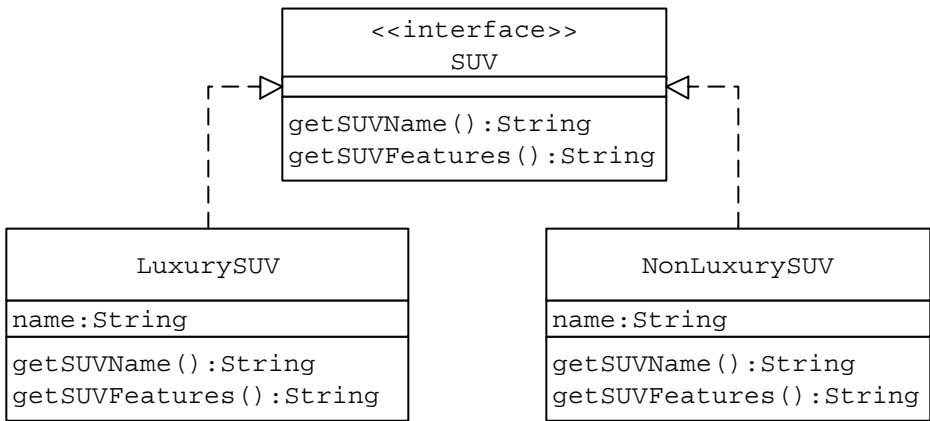 <<interface>>
SUV
getSUVName():String
getSUVFeatures():String
LuxurySUV
name:String
getSUVName():String
getSUVFeatures():String
NonLuxurySUV
name:String
getSUVName():String
getSUVFeatures():String